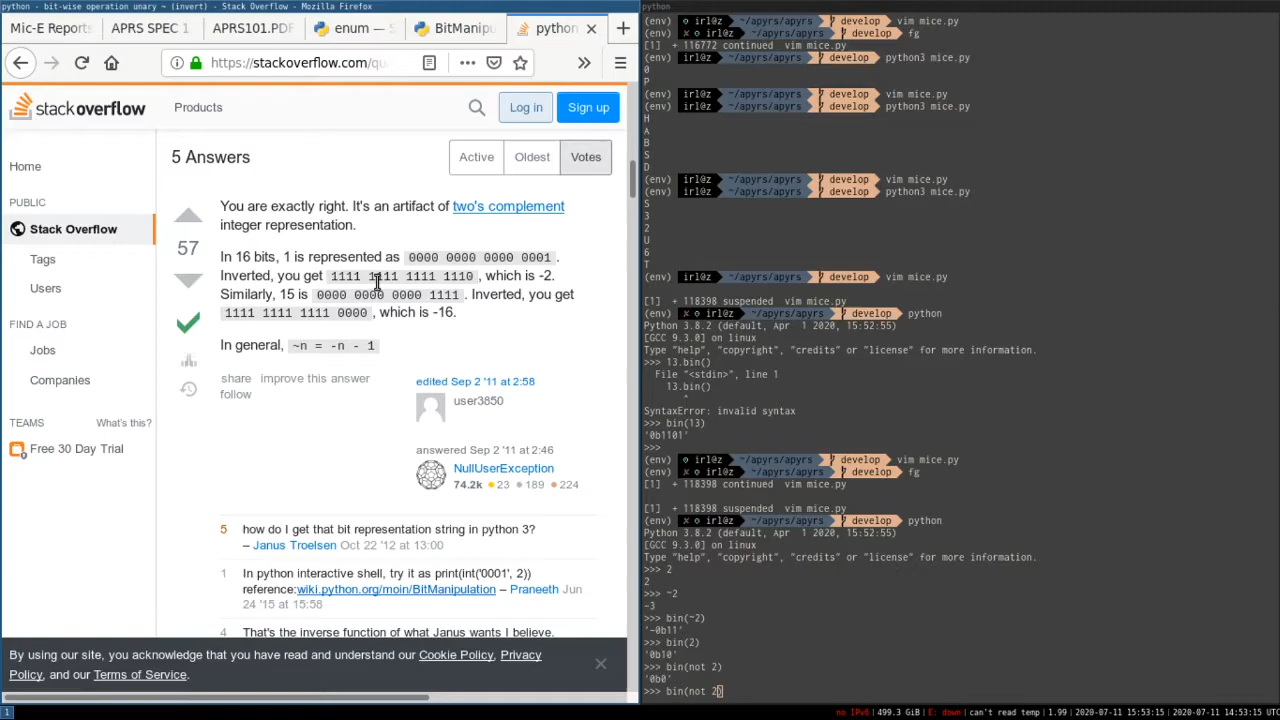 python - bit-wise operation unary ~ (invert) - Stack Overflow - Mozilla Firefox
Mic-E Reports
APRS SPEC 1
APRS101.PDF
enum — S
BitManipu
python
https://stackoverflow.com/qu
stackoverflow
Products
Log in
Sign up
Home
PUBLIC
Stack Overflow
Tags
Users
FIND A JOB
Jobs
Companies
TEAMS
What's this?
Free 30 Day Trial
5 Answers
Active
Oldest
Votes
57
You are exactly right. It's an artifact of two's complement
integer representation.
In 16 bits, 1 is represented as 0000 0000 0000 0001 .
Inverted, you get 1111 1111 1111 1110 , which is -2.
Similarly, 15 is 0000 0000 0000 1111 . Inverted, you get
1111 1111 1111 0000 , which is -16.
In general, ~n = -n - 1
share improve this answer
follow
edited Sep 2 '11 at 2:58
user3850
answered Sep 2 '11 at 2:46
NullUserException
74.2k 23 189 224
5 how do I get that bit representation string in python 3?
– Janus Troelsen Oct 22 '12 at 13:00
1 In python interactive shell, try it as print(int('0001', 2))
reference:wiki.python.org/moin/BitManipulation – Praneeth Jun
24 '15 at 15:58
4 That's the inverse function of what Janus wants I believe.
By using our site, you acknowledge that you have read and understand our Cookie Policy, Privacy
Policy, and our Terms of Service.
python
(env) irl@z ~/apyrs/apyrs develop vim mice.py
(env) irl@z ~/apyrs/apyrs develop fg
[1] + 116772 continued vim mice.py
(env) irl@z ~/apyrs/apyrs develop python3 mice.py
0
P
(env) irl@z ~/apyrs/apyrs develop vim mice.py
(env) irl@z ~/apyrs/apyrs develop python3 mice.py
H
A
B
S
D
(env) irl@z ~/apyrs/apyrs develop vim mice.py
(env) irl@z ~/apyrs/apyrs develop python3 mice.py
S
3
2
U
6
T
(env) irl@z ~/apyrs/apyrs develop vim mice.py
[1] + 118398 suspended vim mice.py
(env) irl@z ~/apyrs/apyrs develop python
Python 3.8.2 (default, Apr 1 2020, 15:52:55)
[GCC 9.3.0] on linux
Type "help", "copyright", "credits" or "license" for more information.
>>> 13.bin()
File "<stdin>", line 1
13.bin()
^
SyntaxError: invalid syntax
>>> bin(13)
'0b1101'
>>>
(env) irl@z ~/apyrs/apyrs develop vim mice.py
(env) irl@z ~/apyrs/apyrs develop fg
[1] + 118398 continued vim mice.py
[1] + 118398 suspended vim mice.py
(env) irl@z ~/apyrs/apyrs develop python
Python 3.8.2 (default, Apr 1 2020, 15:52:55)
[GCC 9.3.0] on linux
Type "help", "copyright", "credits" or "license" for more information.
>>> 2
2
>>> ~2
-3
>>> bin(~2)
'-0b11'
>>> bin(2)
'0b10'
>>> bin(not 2)
'0b0'
>>> bin(not 2)
1
no IPv6 | 499.3 GiB | E: down | can't read temp | 1.99 | 2020-07-11 15:53:15 | 2020-07-11 14:53:15 UTC